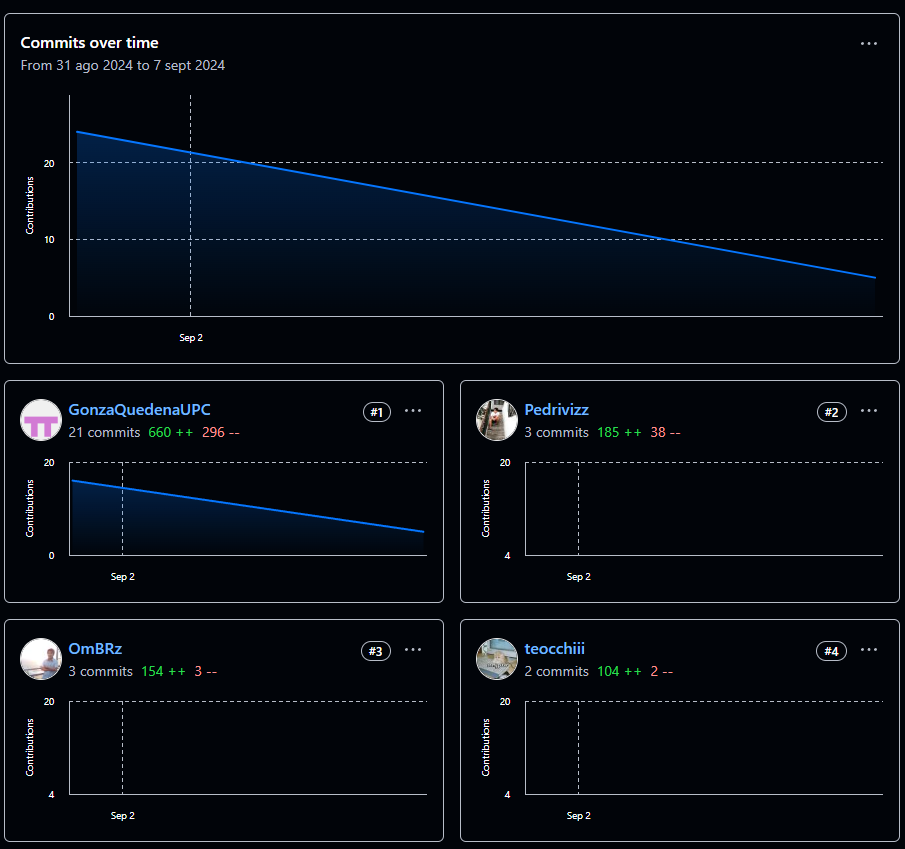 Commits over time
From 31 ago 2024 to 7 sept 2024
Contributions
20
10
0
Sep 2
GonzaQuedenaUPC
#1
21 commits 660 ++ 296 --
Contributions
20
0
Sep 2
Pedrivizz
#2
3 commits 185 ++ 38 --
Contributions
20
4
Sep 2
OmBRz
#3
3 commits 154 ++ 3 --
Contributions
20
4
Sep 2
teocchiii
#4
2 commits 104 ++ 2 --
Contributions
20
4
Sep 2